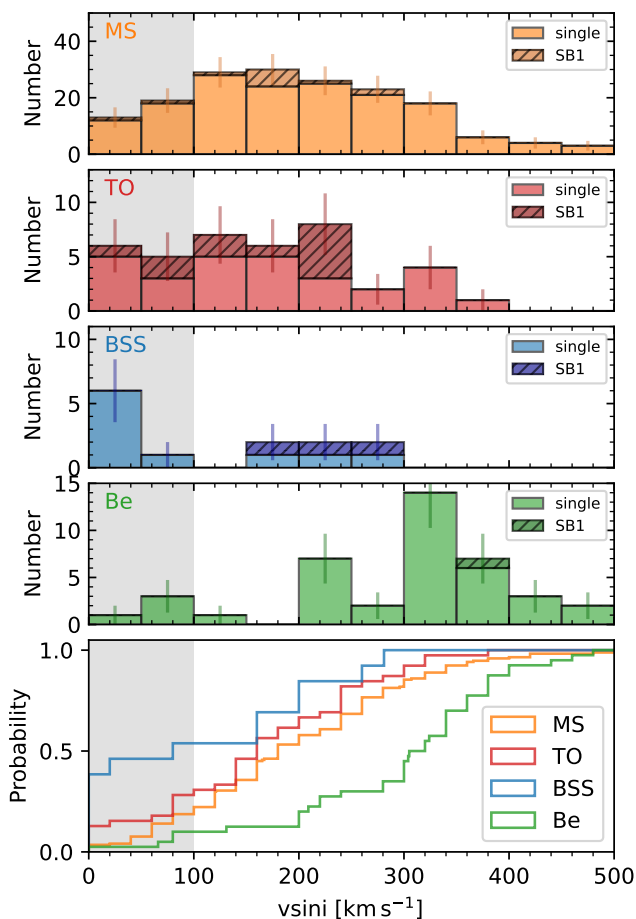 MS
single
SB1
40
20
0
Number
TO
single
SB1
10
5
0
Number
BSS
single
SB1
10
5
0
Number
Be
single
SB1
15
10
5
0
Number
1.0
0.5
0.0
Probability
MS
TO
BSS
Be
0 100 200 300 400 500
vsini [km s⁻¹]